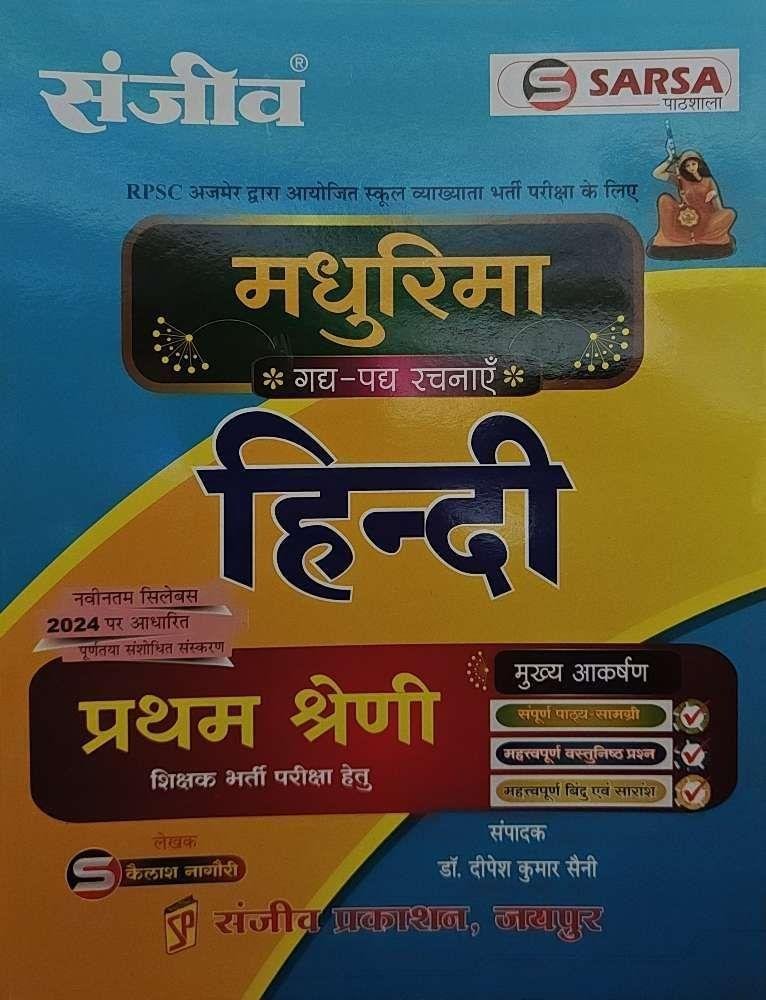 संजीव®
S SARSA
पाठशाला
RPSC अजमेर द्वारा आयोजित स्कूल व्याख्याता भर्ती परीक्षा के लिए
मधुरिमा
गद्य-पद्य रचनाएँ
हिन्दी
नवीनतम सिलेबस
2024 पर आधारित
पूर्णतया संशोधित संस्करण
प्रथम श्रेणी
शिक्षक भर्ती परीक्षा हेतु
मुख्य आकर्षण
संपूर्ण पाठ्य-सामग्री
महत्त्वपूर्ण वस्तुनिष्ठ प्रश्न
महत्त्वपूर्ण बिंदु एवं सारांश
लेखक
S कैलाश नागौरी
संपादक
डॉ. दीपेश कुमार सैनी
SP संजीव प्रकाशन, जयपुर